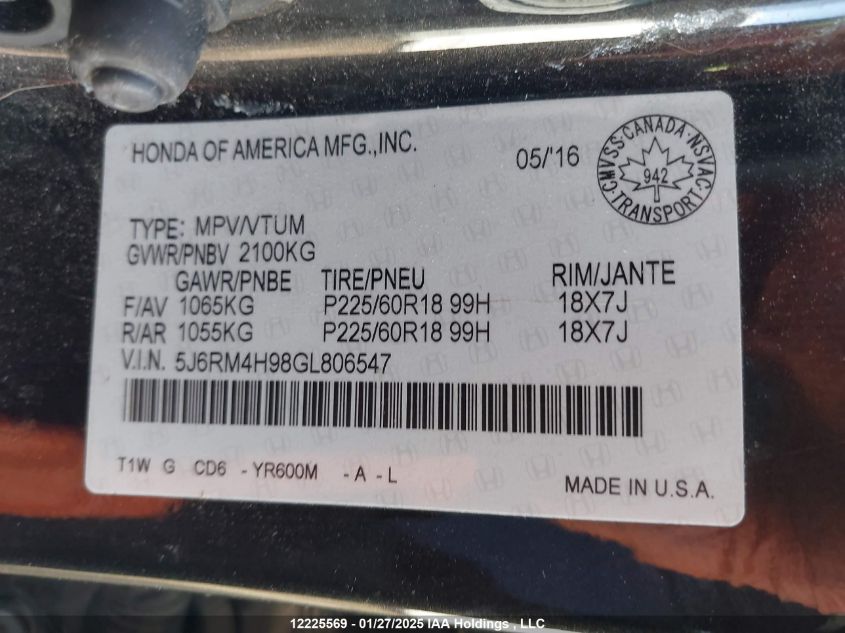 HONDA OF AMERICA MFG.,INC.
05/'16
CMVSS·CANADA·NSVAC·TRANSPORT·
942
TYPE: MPV/VTUM
GVWR/PNBV 2100KG
GAWR/PNBE TIRE/PNEU RIM/JANTE
F/AV 1065KG P225/60R18 99H 18X7J
R/AR 1055KG P225/60R18 99H 18X7J
V.I.N. 5J6RM4H98GL806547
T1W G CD6 -YR600M -A -L
MADE IN U.S.A.
12225569 - 01/27/2025 IAA Holdings , LLC